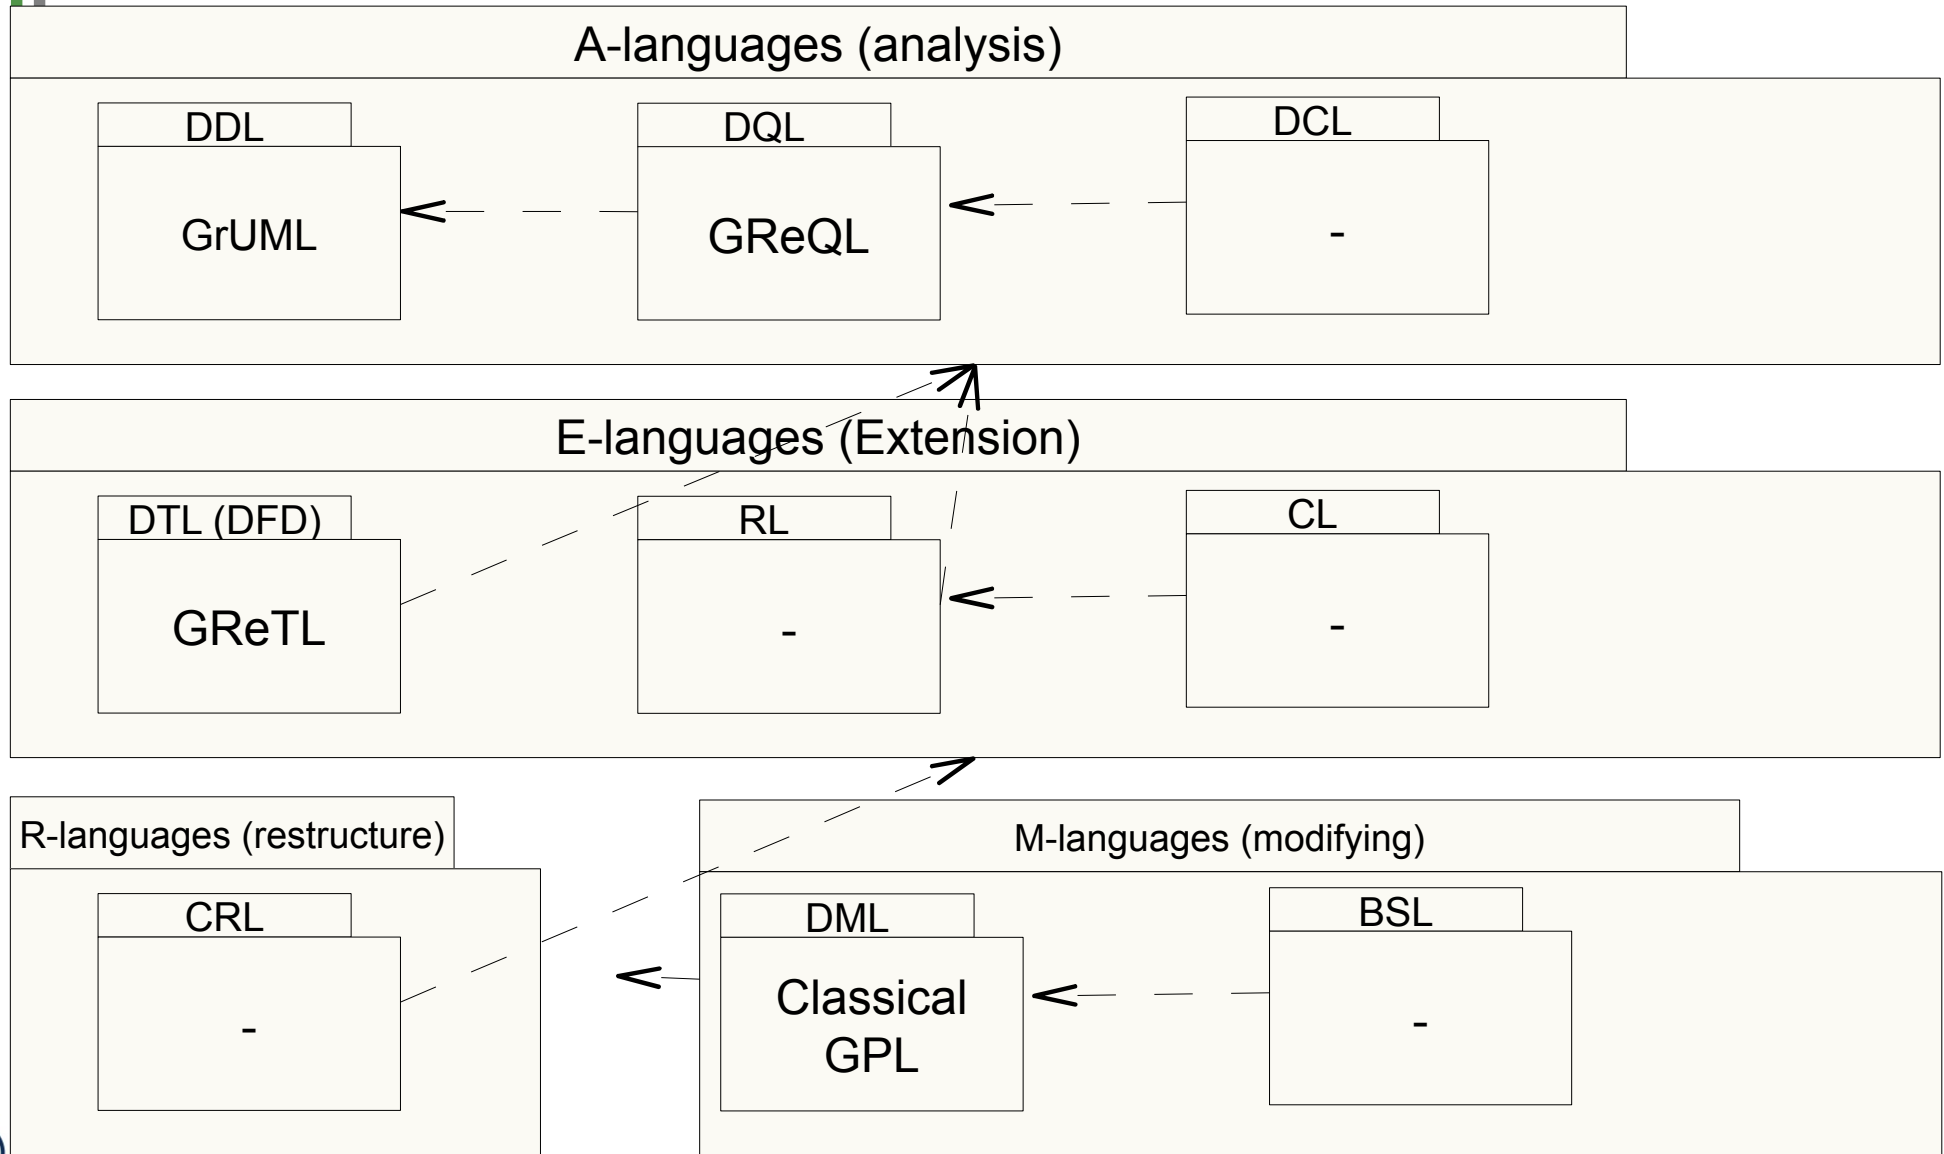 A-languages (analysis)
DDL
DQL
DCL
GrUML
GReQL
-
E-languages (Extension)
DTL (DFD)
RL
CL
GReTL
-
-
R-languages (restructure)
M-languages (modifying)
CRL
DML
BSL
-
Classical
GPL
-